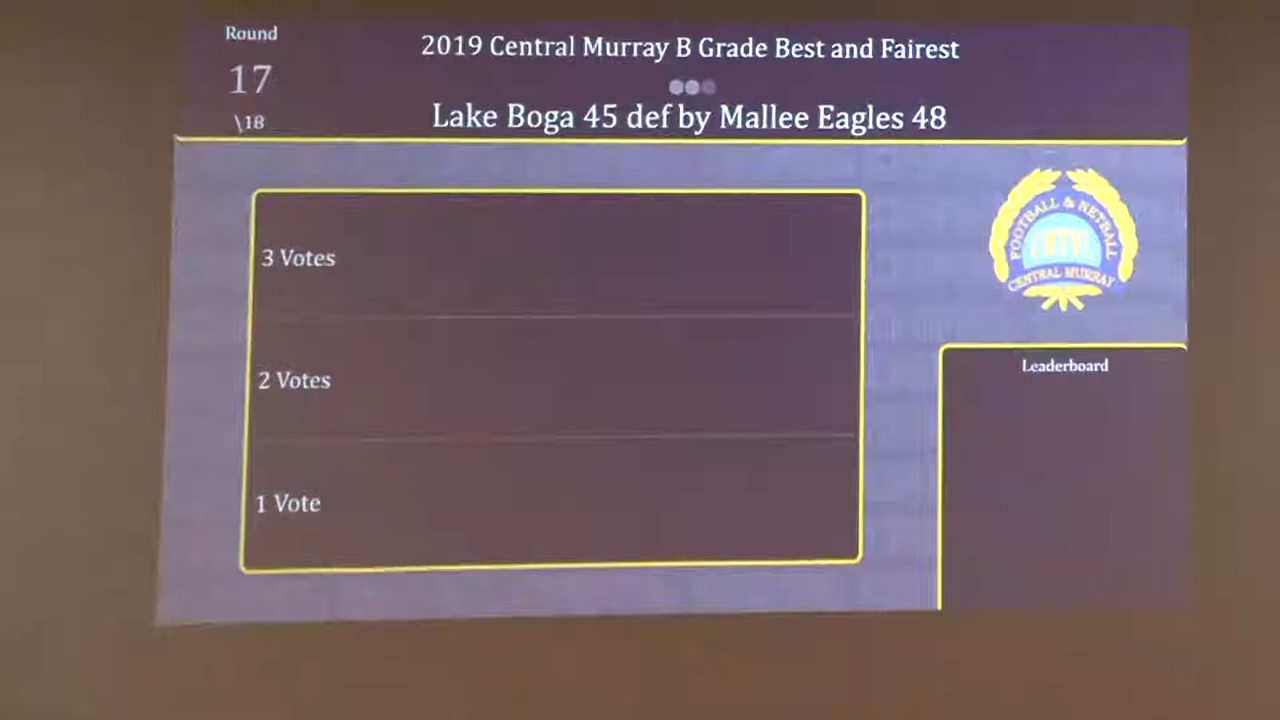 Round
17
\18
2019 Central Murray B Grade Best and Fairest
Lake Boga 45 def by Mallee Eagles 48
3 Votes
2 Votes
1 Vote
FOOTBALL & NETBALL
CENTRAL MURRAY
Leaderboard